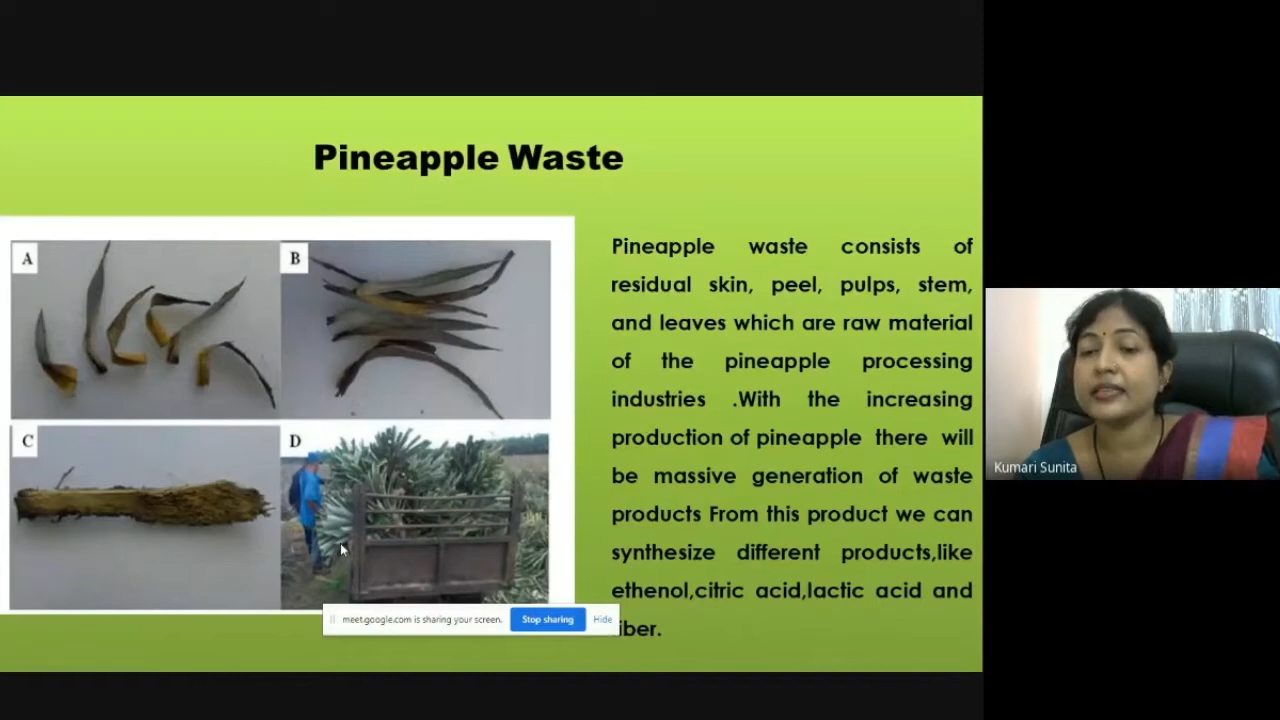 Pineapple Waste
A
B
C
D
Pineapple waste consists of
residual skin, peel, pulps, stem,
and leaves which are raw material
of the pineapple processing
industries .With the increasing
production of pineapple there will
be massive generation of waste
products From this product we can
synthesize different products,like
ethenol,citric acid,lactic acid and
iber.
meet.google.com is sharing your screen.
Stop sharing
Hide
Kumari Sunita